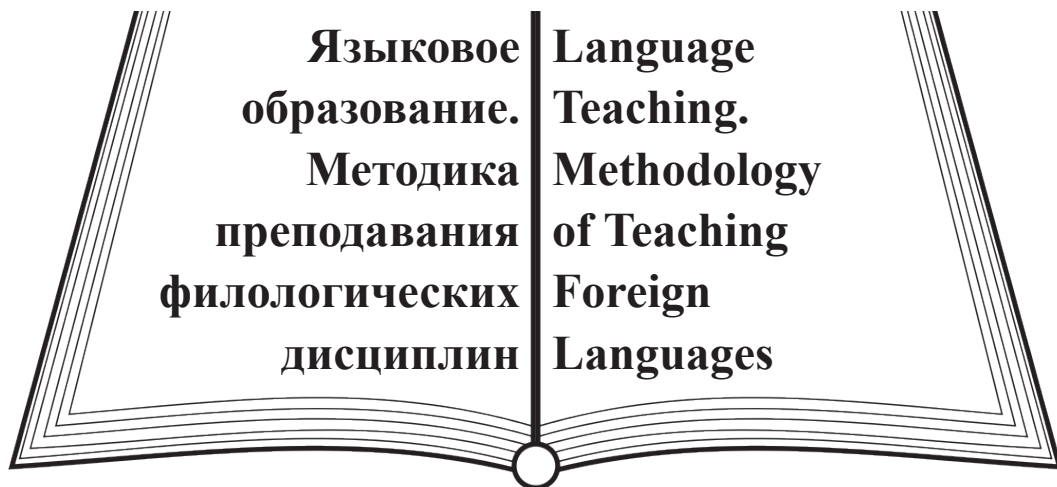 Языковое
образование.
Методика
преподавания
филологических
дисциплин
Language
Teaching.
Methodology
of Teaching
Foreign
Languages